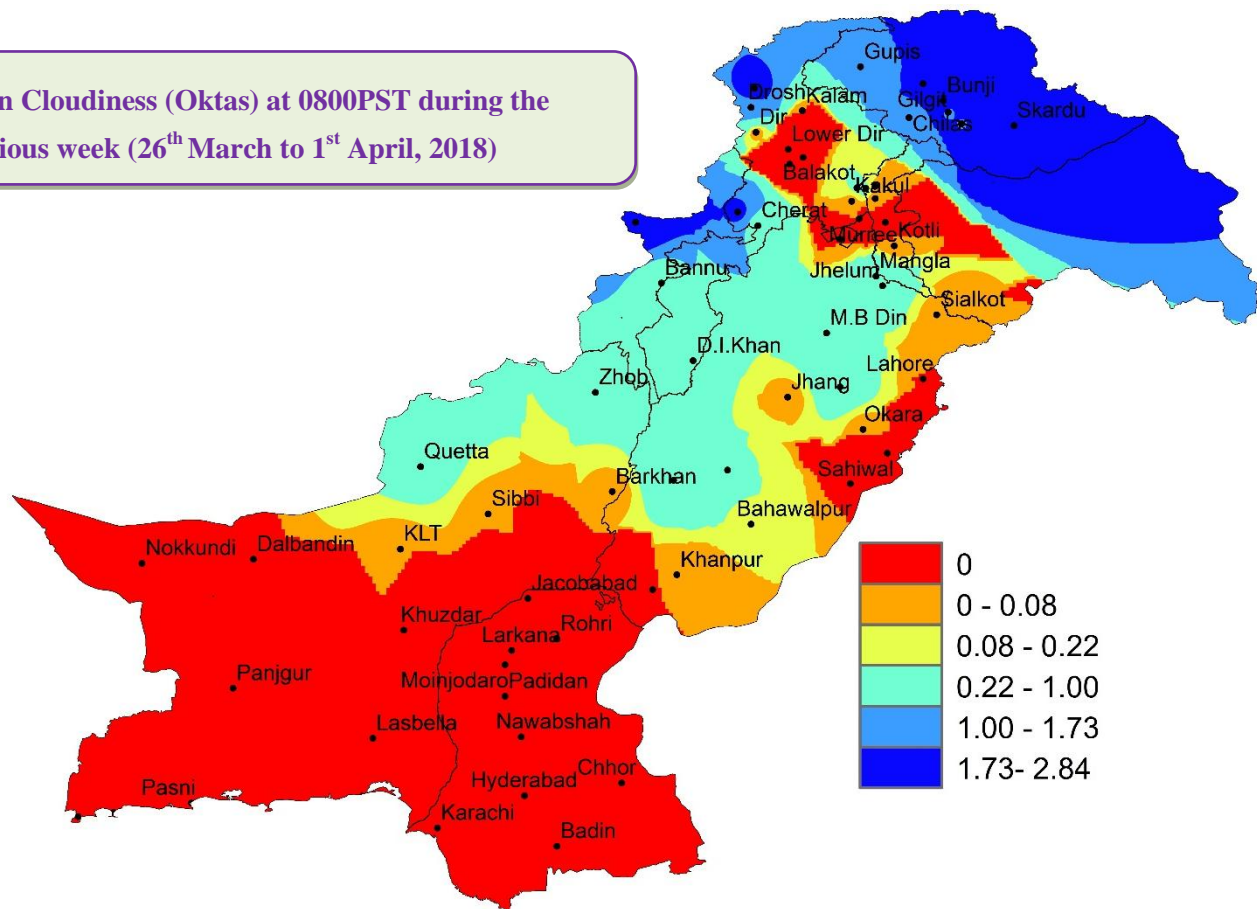 n Cloudiness (Oktas) at 0800PST during the
ious week (26th March to 1st April, 2018)
Gupis
Bunji
Drosh
Kalam
Gilgit
Skardu
Dir
Chilas
Lower Dir
Balakot
Kakul
Cherat
Murree
Kotli
Mangla
Bannu
Jhelum
Sialkot
M.B Din
D.I.Khan
Lahore
Zhob
Jhang
Okara
Quetta
Barkhan
Sahiwal
Sibbi
Bahawalpur
KLT
Nokkundi
Dalbandin
Khanpur
Jacobabad
Khuzdar
Rohri
Larkana
Panjgur
Moinjodaro
Padidan
Lasbella
Nawabshah
Chhor
Hyderabad
Pasni
Karachi
Badin
0
0 - 0.08
0.08 - 0.22
0.22 - 1.00
1.00 - 1.73
1.73- 2.84